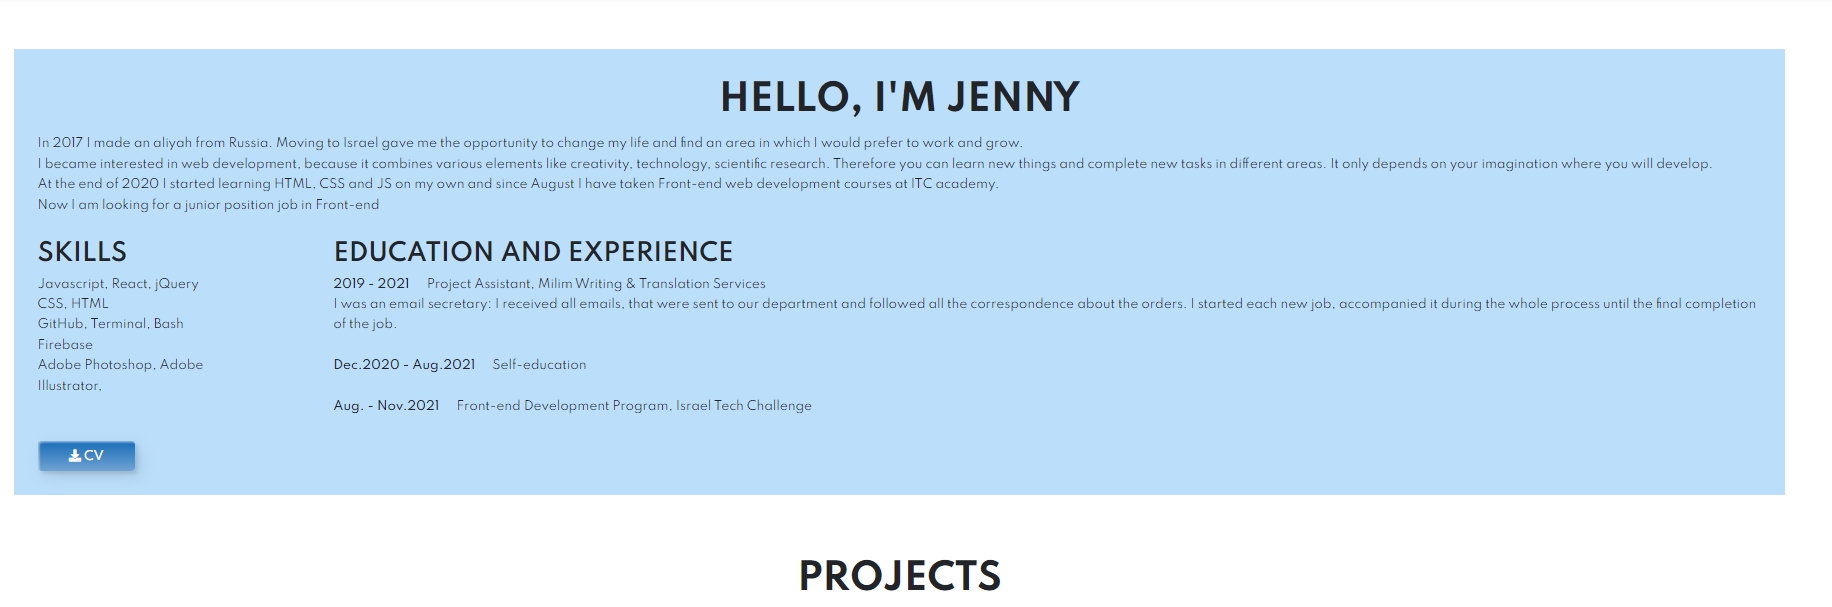 HELLO, I'M JENNY
In 2017 I made an aliyah from Russia. Moving to Israel gave me the opportunity to change my life and find an area in which I would prefer to work and grow.
I became interested in web development, because it combines various elements like creativity, technology, scientific research. Therefore you can learn new things and complete new tasks in different areas. It only depends on your imagination where you will develop.
At the end of 2020 I started learning HTML, CSS and JS on my own and since August I have taken Front-end web development courses at ITC academy.
Now I am looking for a junior position job in Front-end
SKILLS
Javascript, React, jQuery
CSS, HTML
GitHub, Terminal, Bash
Firebase
Adobe Photoshop, Adobe
Illustrator,
EDUCATION AND EXPERIENCE
2019 - 2021 Project Assistant, Milim Writing & Translation Services
I was an email secretary: I received all emails, that were sent to our department and followed all the correspondence about the orders. I started each new job, accompanied it during the whole process until the final completion
of the job.
Dec.2020 - Aug.2021 Self-education
Aug. - Nov.2021 Front-end Development Program, Israel Tech Challenge
CV
PROJECTS